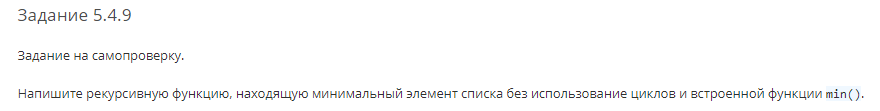 Задание 5.4.9
Задание на самопроверку.
Напишите рекурсивную функцию, находящую минимальный элемент списка без использование циклов и встроенной функции min().